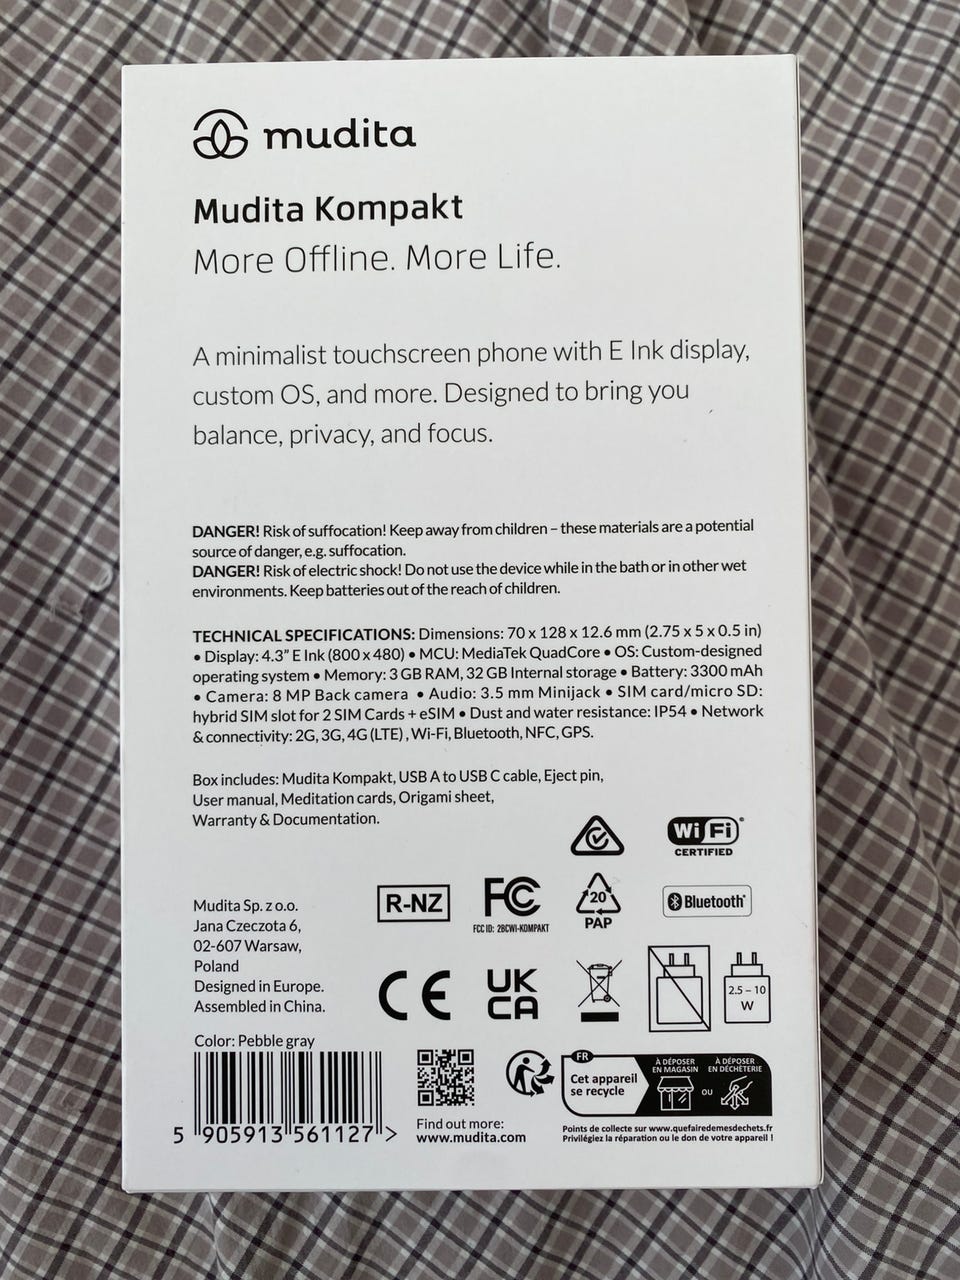 mudita
Mudita Kompakt
More Offline. More Life.
A minimalist touchscreen phone with E Ink display,
custom OS, and more. Designed to bring you
balance, privacy, and focus.
DANGER! Risk of suffocation! Keep away from children – these materials are a potential
source of danger, e.g. suffocation.
DANGER! Risk of electric shock! Do not use the device while in the bath or in other wet
environments. Keep batteries out of the reach of children.
TECHNICAL SPECIFICATIONS: Dimensions: 70 x 128 x 12.6 mm (2.75 x 5 x 0.5 in)
• Display: 4.3” E Ink (800 x 480) • MCU: MediaTek QuadCore • OS: Custom-designed
operating system • Memory: 3 GB RAM, 32 GB Internal storage • Battery: 3300 mAh
• Camera: 8 MP Back camera • Audio: 3.5 mm Minijack • SIM card/micro SD:
hybrid SIM slot for 2 SIM Cards + eSIM • Dust and water resistance: IP54 • Network
& connectivity: 2G, 3G, 4G (LTE) , Wi-Fi, Bluetooth, NFC, GPS.
Box includes: Mudita Kompakt, USB A to USB C cable, Eject pin,
User manual, Meditation cards, Origami sheet,
Warranty & Documentation.
Wi Fi®
CERTIFIED
Mudita Sp. z o.o.
Jana Czeczota 6,
02-607 Warsaw,
Poland
Designed in Europe.
Assembled in China.
R-NZ
FC
FCC ID: 2BCWI-KOMPAKT
20
PAP
Bluetooth®
CE
UK
CA
2.5 – 10
W
Color: Pebble gray
5 905913 561127 >
Find out more:
www.mudita.com
FR
Cet appareil
se recycle
À DÉPOSER
EN MAGASIN
OU
À DÉPOSER
EN DÉCHÈTERIE
Points de collecte sur www.quefairedemesdechets.fr
Privilégiez la réparation ou le don de votre appareil !